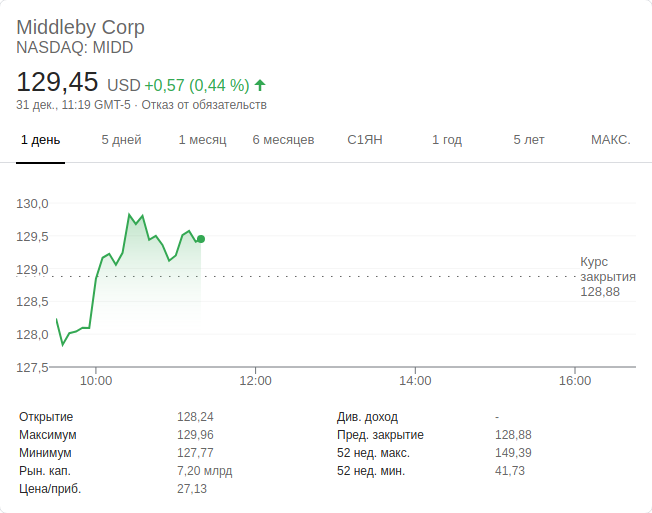 Middleby Corp
NASDAQ: MIDD
129,45 USD +0,57 (0,44 %)
31 дек., 11:19 GMT-5 · Отказ от обязательств
1 день 5 дней 1 месяц 6 месяцев С1ЯН 1 год 5 лет МАКС.
130,0
129,5
129,0
128,5
128,0
127,5
Курс
закрытия
128,88
10:00 12:00 14:00 16:00
Открытие 128,24 Див. доход -
Максимум 129,96 Пред. закрытие 128,88
Минимум 127,77 52 нед. макс. 149,39
Рын. кап. 7,20 млрд 52 нед. мин. 41,73
Цена/приб. 27,13